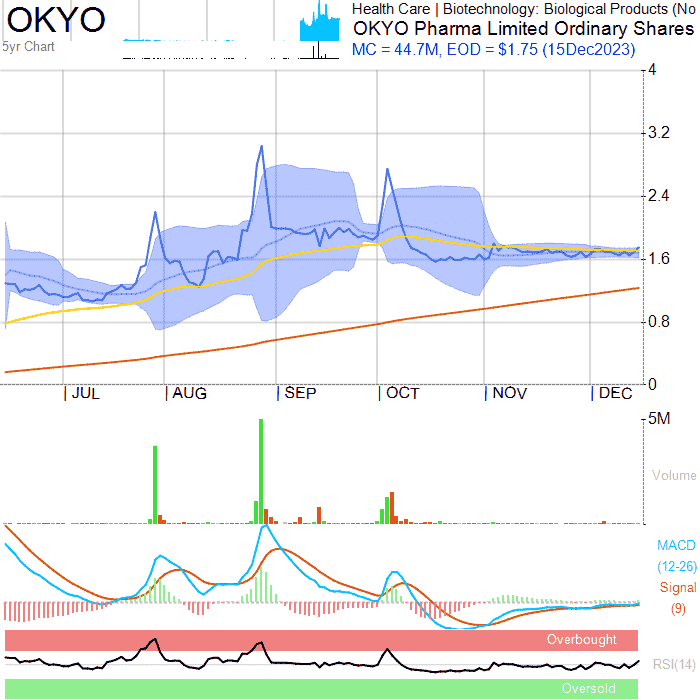 OKYO
5yr Chart
Health Care | Biotechnology: Biological Products (No
OKYO Pharma Limited Ordinary Shares
MC = 44.7M, EOD = $1.75 (15Dec2023)
4
3.2
2.4
1.6
0.8
0
JUL AUG SEP OCT NOV DEC
5M
Volume
MACD
(12-26)
Signal
(9)
Overbought
RSI(14)
Oversold